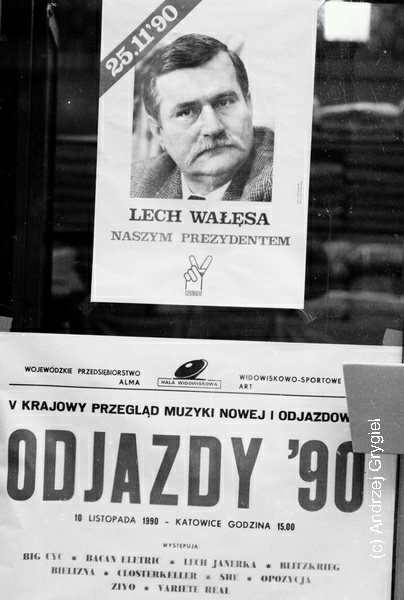 25.11'90
LECH WAŁĘSA
NASZYM PREZYDENTEM
WOJEWÓDZKIE PRZEDSIĘBIORSTWO
ALMA
HALA WIDOWISKOWA
WIDOWISKOWO-SPORTOWE
ART
V KRAJOWY PRZEGLĄD MUZYKI NOWEJ I ODJAZDOW
ODJAZDY '90
10 LISTOPADA 1990 - KATOWICE GODZINA 15.00
WYSTĘPUJĄ:
BIG CYC ★ BACAN ELETRIC ★ LECH JANERKA ★ BLITZKRIEG
BIELIZNA ★ CLOSTERKELLER ★ SHE ★ OPOZYCJA
ZIYO ★ VARIETE REAL
(c) Andrzej Grygiel